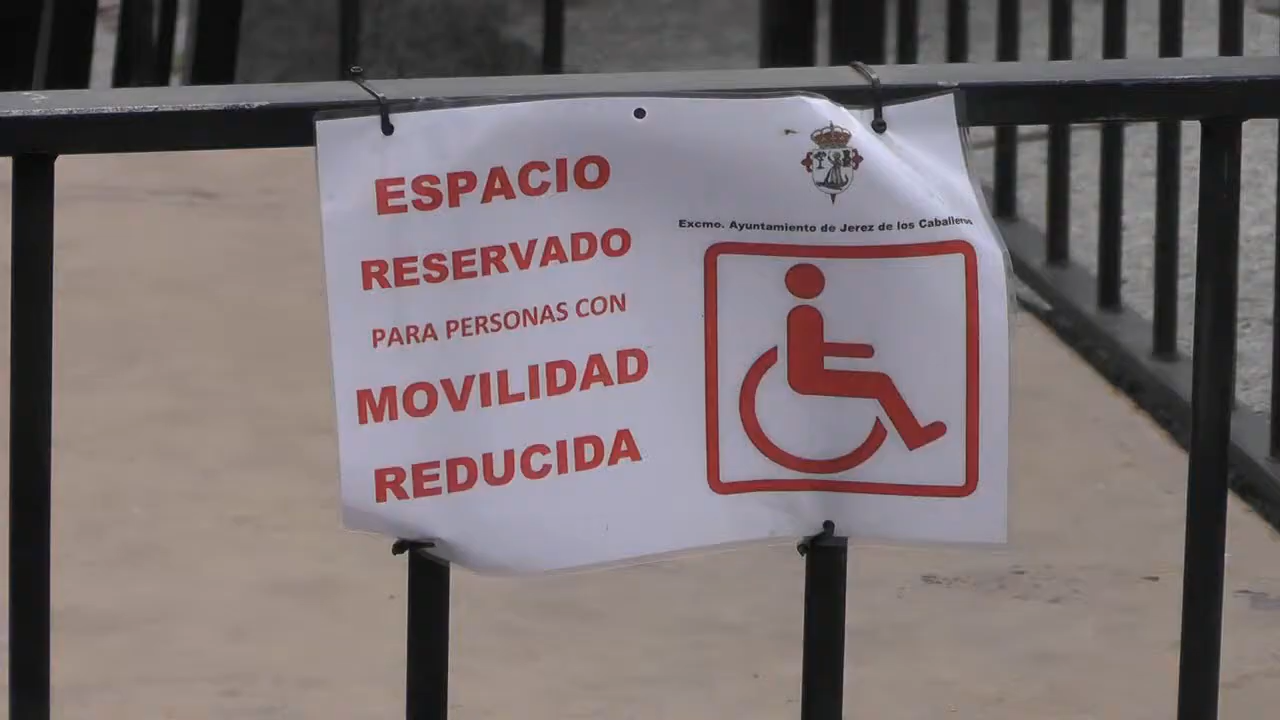 ESPACIO
RESERVADO
PARA PERSONAS CON
MOVILIDAD
REDUCIDA
Excmo. Ayuntamiento de Jerez de los Caballeros